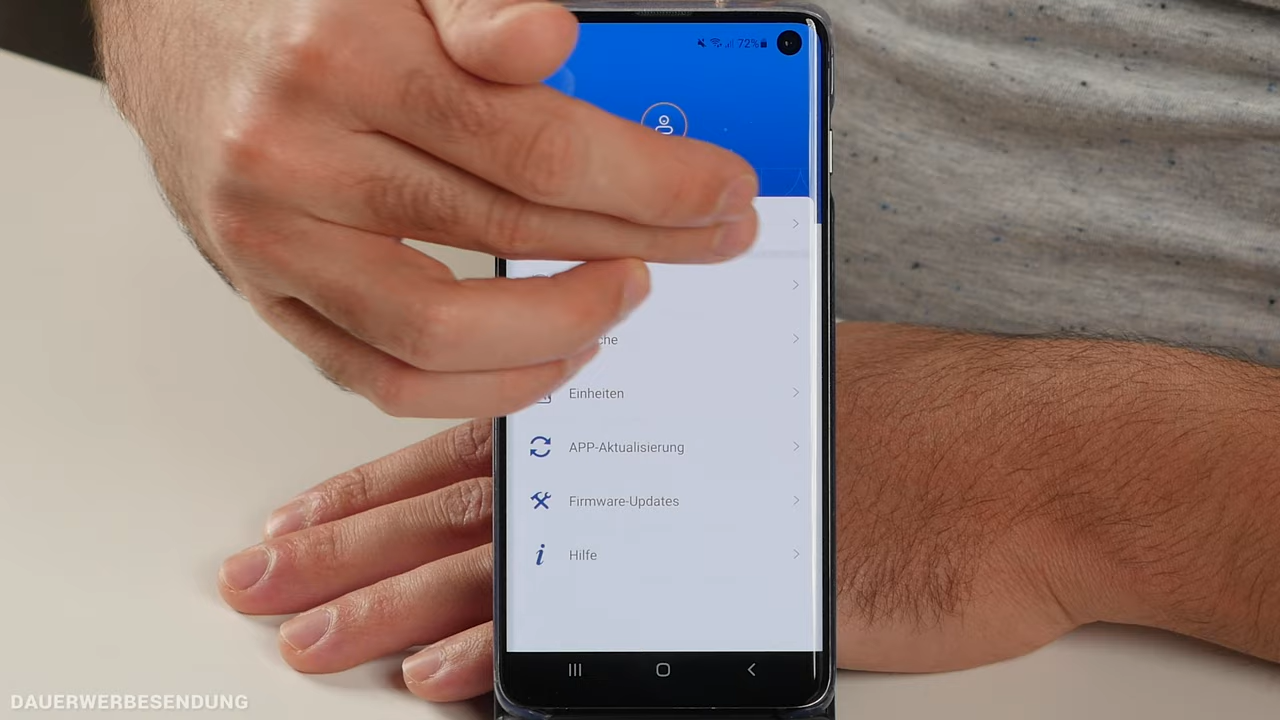 72%
che
Einheiten
APP-Aktualisierung
Firmware-Updates
Hilfe
DAUERWERBESENDUNG